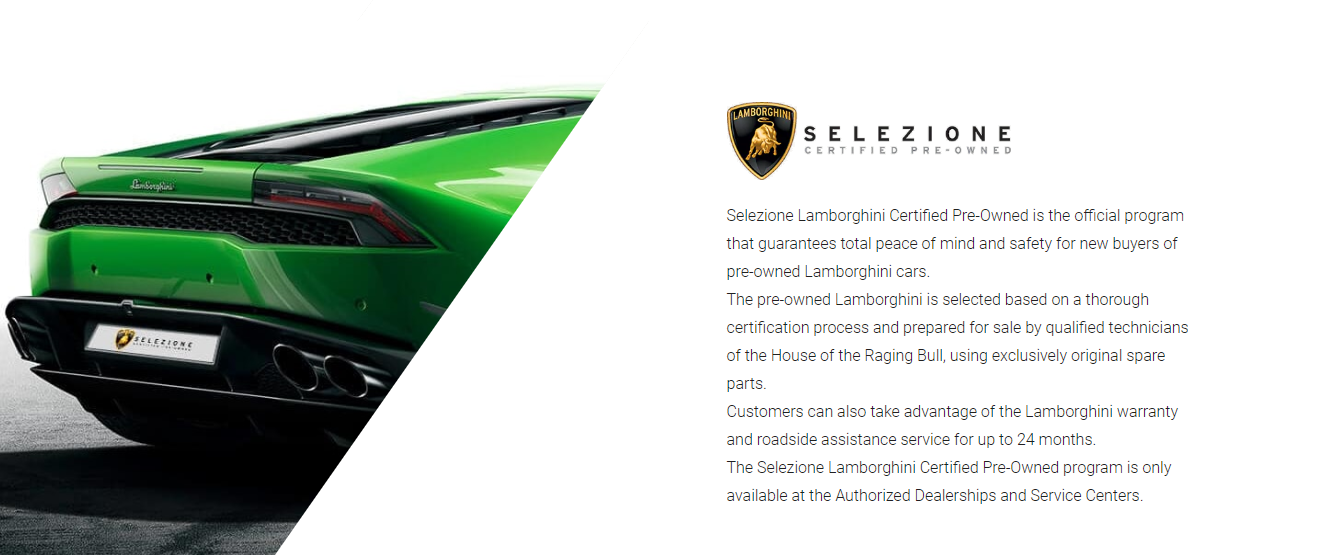 LAMBORGHINI
SELEZIONE
CERTIFIED PRE-OWNED
Lamborghini
SELEZIONE
CERTIFIED PRE-OWNED
Selezione Lamborghini Certified Pre-Owned is the official program
that guarantees total peace of mind and safety for new buyers of
pre-owned Lamborghini cars.
The pre-owned Lamborghini is selected based on a thorough
certification process and prepared for sale by qualified technicians
of the House of the Raging Bull, using exclusively original spare
parts.
Customers can also take advantage of the Lamborghini warranty
and roadside assistance service for up to 24 months.
The Selezione Lamborghini Certified Pre-Owned program is only
available at the Authorized Dealerships and Service Centers.